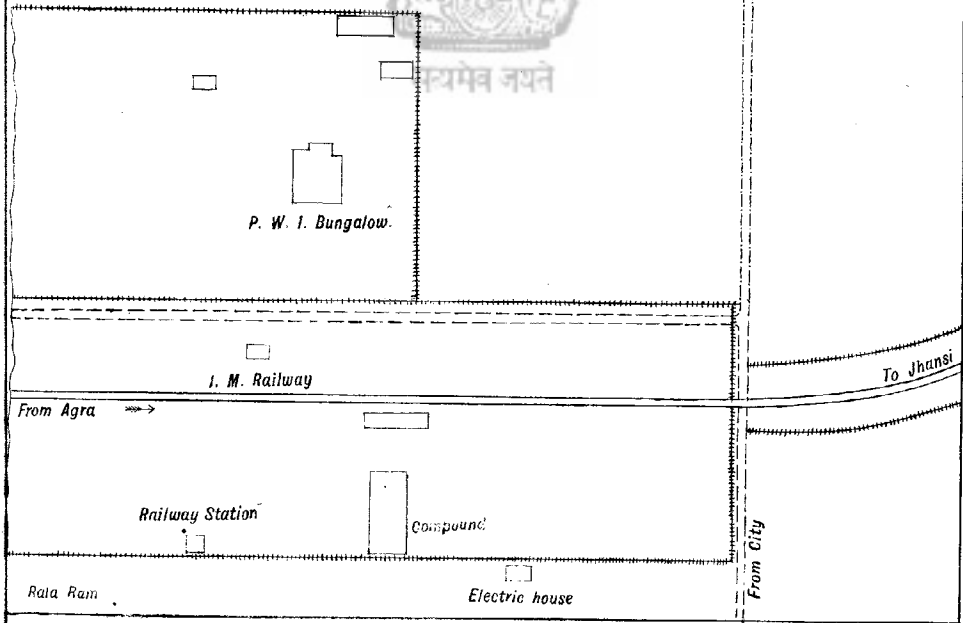 सत्यमेव जयते
P. W. I. Bungalow.
I. M. Railway
To Jhansi
From Agra
Railway Station
Compound
From City
Rala Ram
Electric house